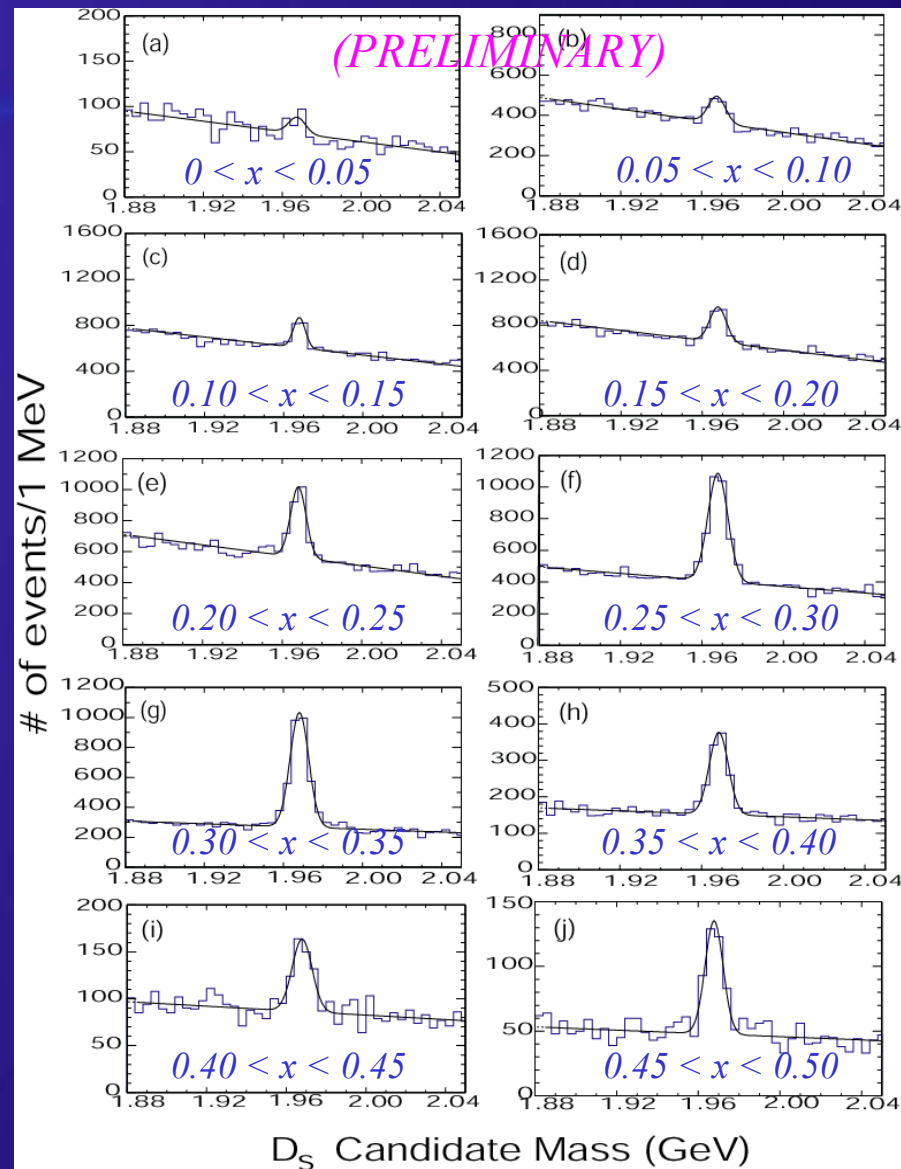 (PRELIMINARY)
(a)
200
150
100
50
0
0 < x < 0.05
1.88 1.92 1.96 2.00 2.04
(b)
800
600
400
200
0
0.05 < x < 0.10
1.88 1.92 1.96 2.00 2.04
(c)
1600
1200
800
400
0
0.10 < x < 0.15
1.88 1.92 1.96 2.00 2.04
(d)
1600
1200
800
400
0
0.15 < x < 0.20
1.88 1.92 1.96 2.00 2.04
# of events/1 MeV
(e)
1200
1000
800
600
400
200
0
0.20 < x < 0.25
1.88 1.92 1.96 2.00 2.04
(f)
1200
1000
800
600
400
200
0
0.25 < x < 0.30
1.88 1.92 1.96 2.00 2.04
(g)
1200
1000
800
600
400
200
0
0.30 < x < 0.35
1.88 1.92 1.96 2.00 2.04
(h)
500
400
300
200
100
0
0.35 < x < 0.40
1.88 1.92 1.96 2.00 2.04
(i)
200
150
100
50
0
0.40 < x < 0.45
1.88 1.92 1.96 2.00 2.04
(j)
150
100
50
0
0.45 < x < 0.50
1.88 1.92 1.96 2.00 2.04
D_s Candidate Mass (GeV)